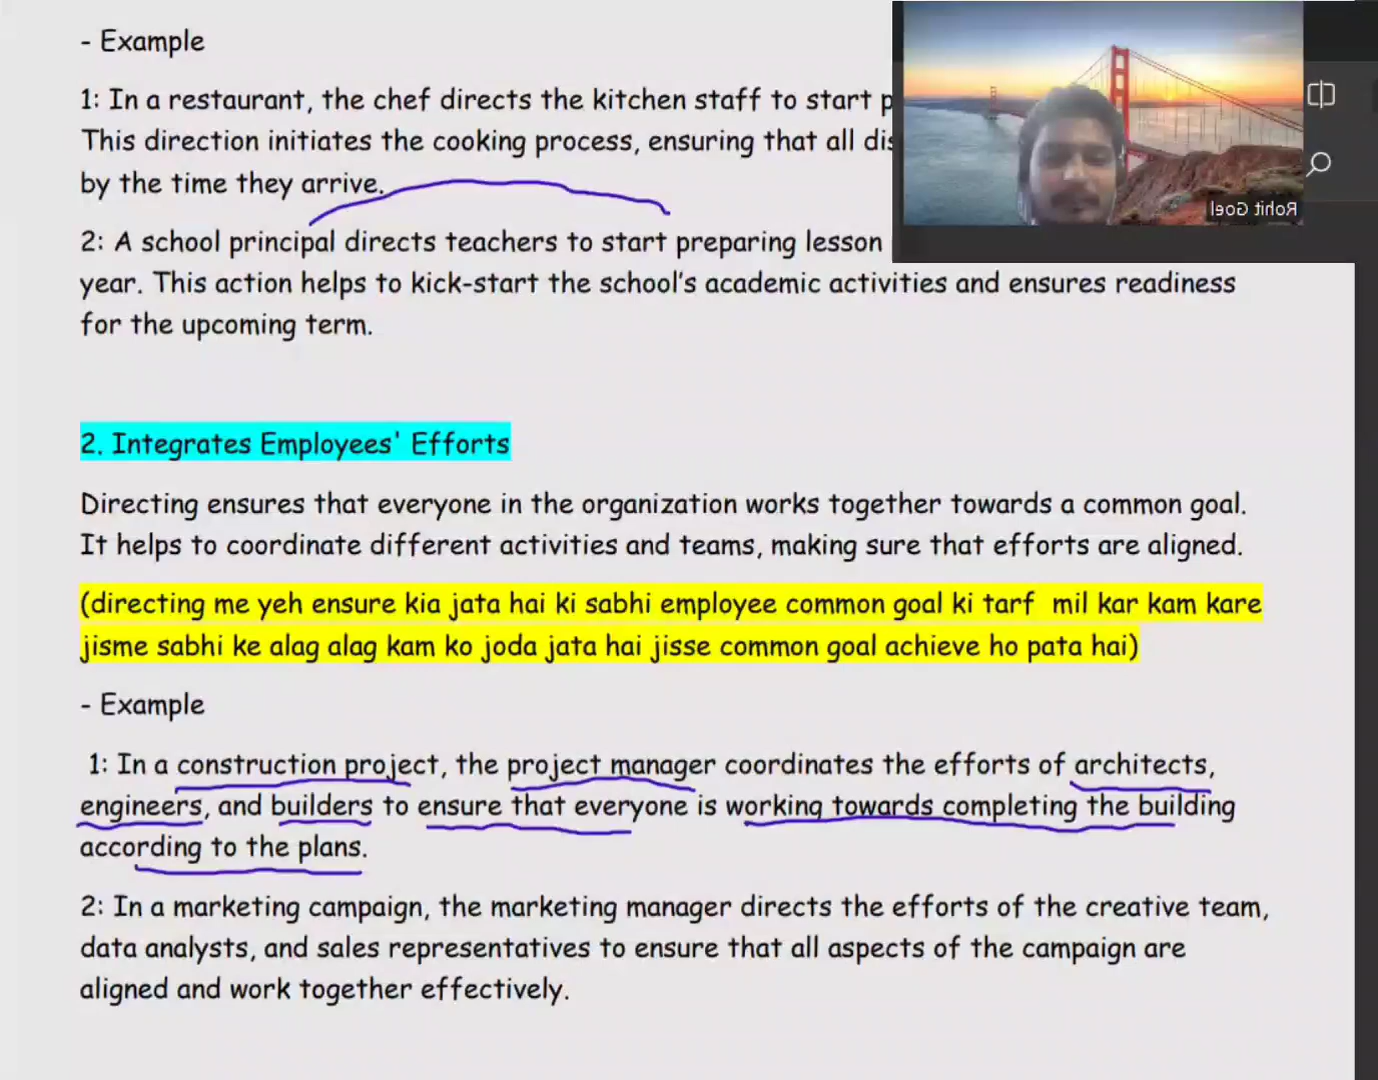 - Example
1: In a restaurant, the chef directs the kitchen staff to start
This direction initiates the cooking process, ensuring that all
by the time they arrive.
2: A school principal directs teachers to start preparing lesson
year. This action helps to kick-start the school's academic activities and ensures readiness
for the upcoming term.
Rohit Goel
2. Integrates Employees' Efforts
Directing ensures that everyone in the organization works together towards a common goal.
It helps to coordinate different activities and teams, making sure that efforts are aligned.
(directing me yeh ensure kia jata hai ki sabhi employee common goal ki tarf mil kar kam kare
jisme sabhi ke alag alag kam ko joda jata hai jisse common goal achieve ho pata hai)
- Example
1: In a construction project, the project manager coordinates the efforts of architects,
engineers, and builders to ensure that everyone is working towards completing the building
according to the plans.
2: In a marketing campaign, the marketing manager directs the efforts of the creative team,
data analysts, and sales representatives to ensure that all aspects of the campaign are
aligned and work together effectively.